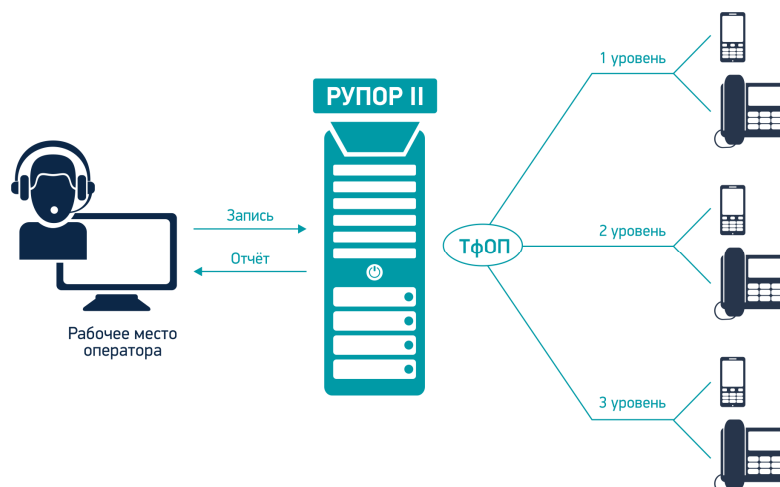 РУПОР II
Запись
Отчёт
Рабочее место
оператора
ТфОП
1 уровень
2 уровень
3 уровень